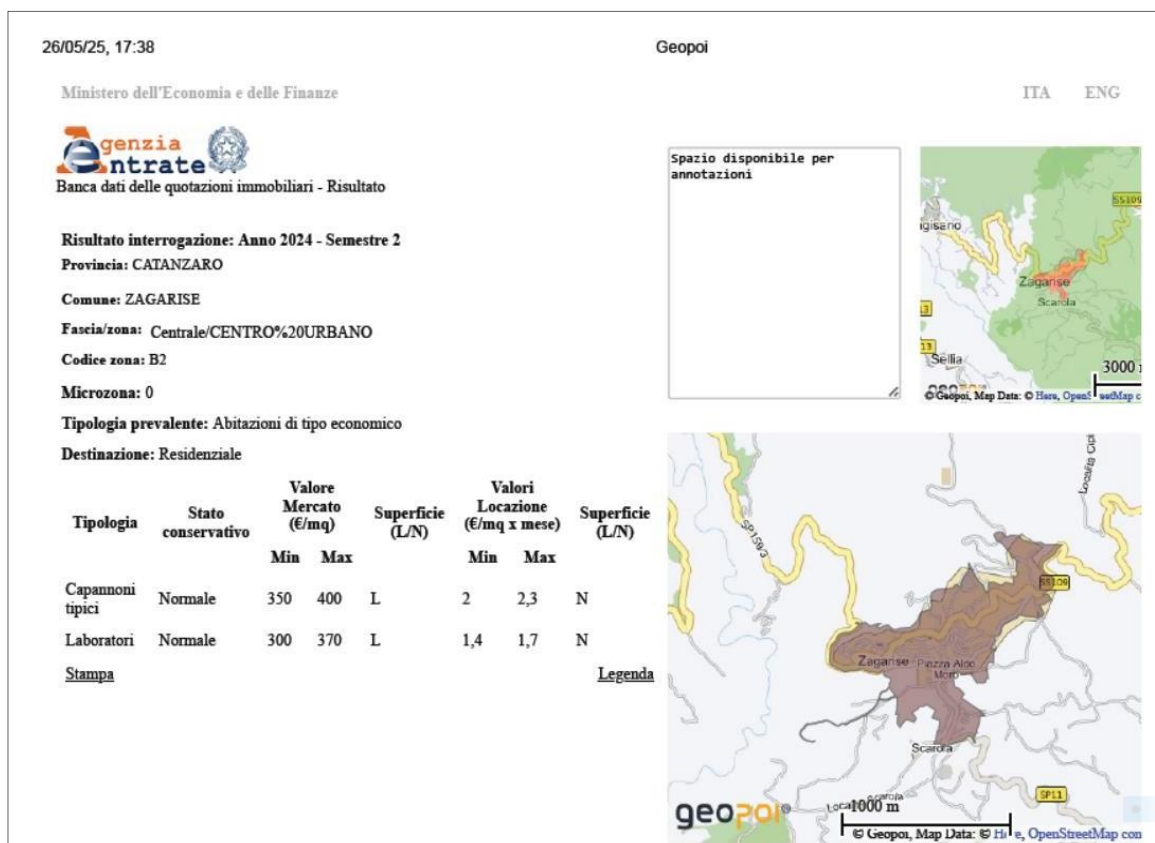 26/05/25, 17:38
Geopoi
Ministero dell'Economia e delle Finanze
ITA ENG
Agenzia
Entrate
Banca dati delle quotazioni immobiliari - Risultato
Spazio disponibile per
annotazioni
Risultato interrogazione: Anno 2024 - Semestre 2
Provincia: CATANZARO
Comune: ZAGARISE
Fascia/zona: Centrale/CENTRO%20URBANO
Codice zona: B2
Microzona: 0
Tipologia prevalente: Abitazioni di tipo economico
Destinazione: Residenziale
Tipologia Stato conservativo Valore Mercato (€/mq) Superficie (L/N) Valori Locazione (€/mq x mese) Superficie (L/N)
Min Max Min Max
Capannoni tipici Normale 350 400 L 2 2,3 N
Laboratori Normale 300 370 L 1,4 1,7 N
Stampa Legenda
SS109
Zagarise
Scarola
Sellia
13
3000
© Geopoi, Map Data: © Here,
SP159/3
SS109
Zagarise Piazza Aldo
Moro
Scarola
SP11
1000 m
geopoi
© Geopoi, Map Data: © OpenStreetMap con